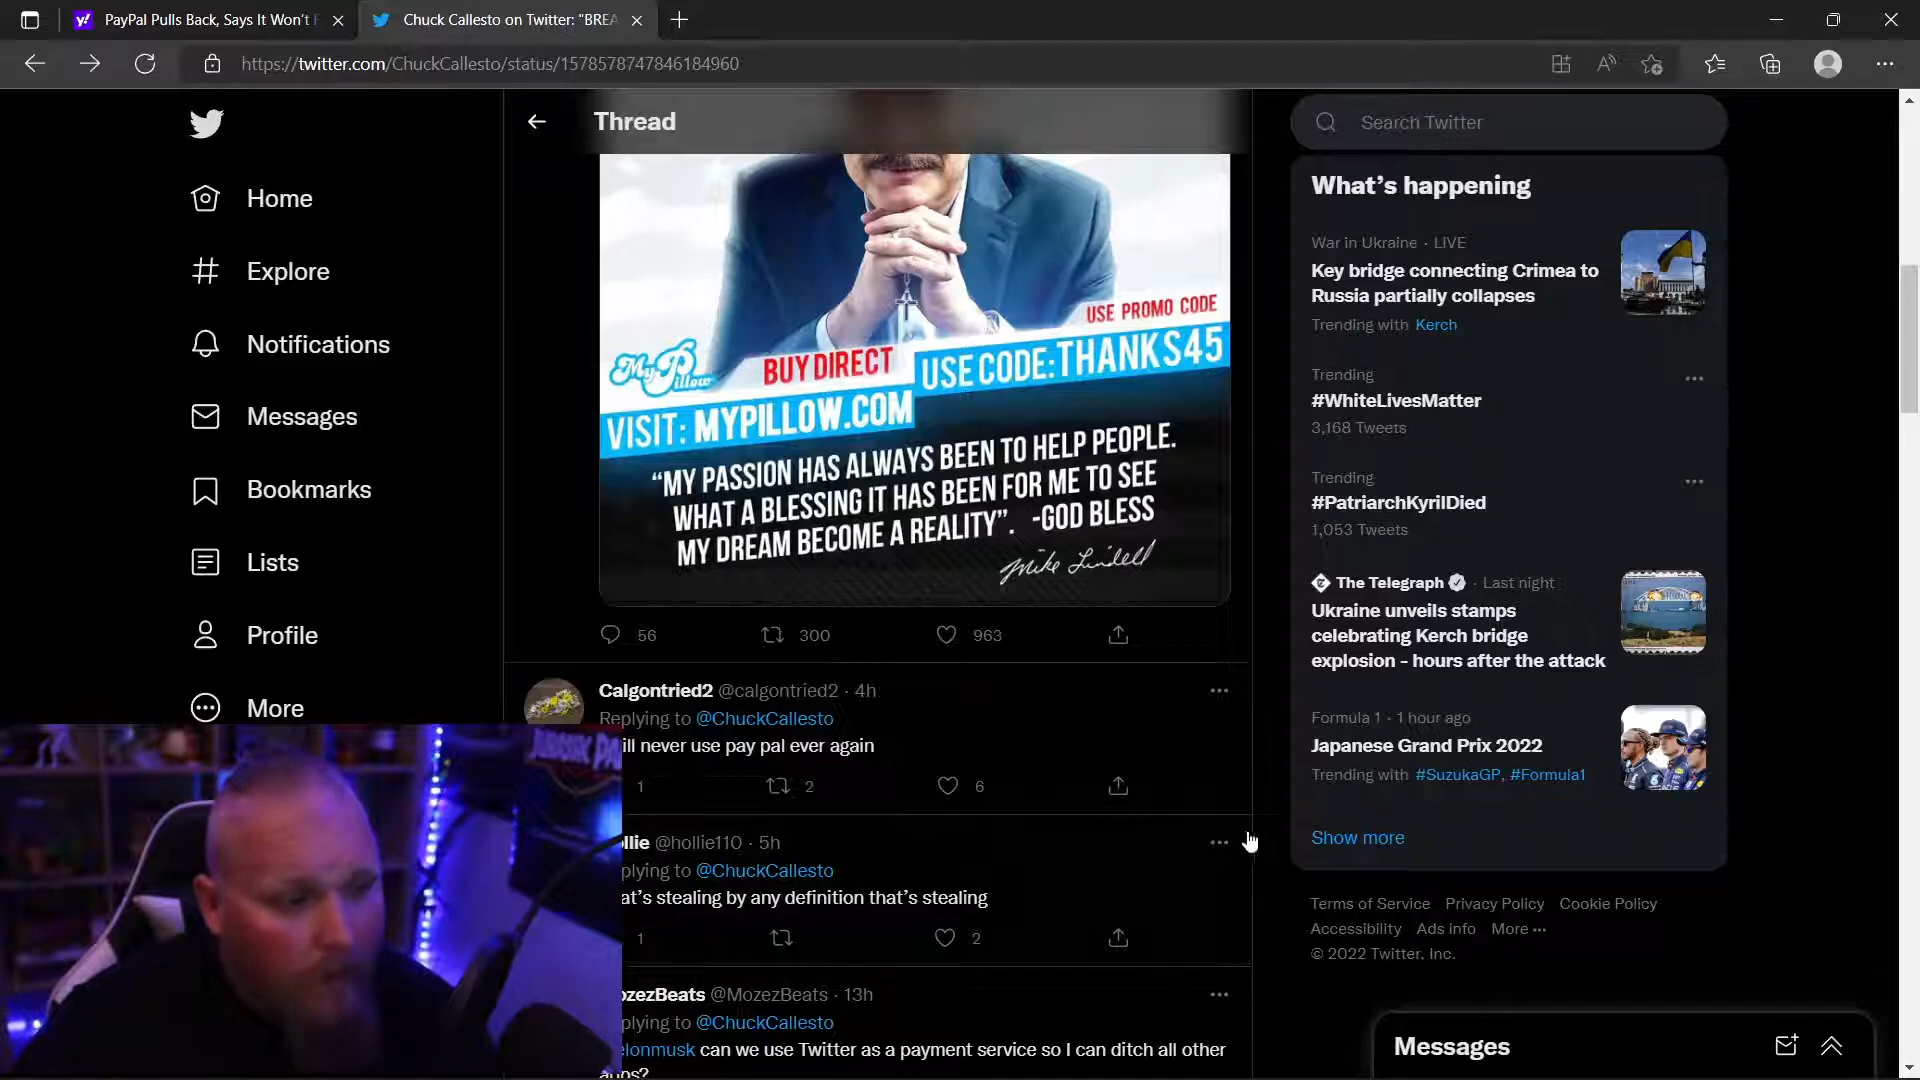 PayPal Pulls Back, Says It Won't F
Chuck Callesto on Twitter: "BREA
https://twitter.com/ChuckCallesto/status/1578578747846184960
Thread
Search Twitter
Home
Explore
Notifications
Messages
Bookmarks
Lists
Profile
More
USE PROMO CODE
MyPillow
BUY DIRECT
USE CODE:THANKS45
VISIT: MYPILLOW.COM
“MY PASSION HAS ALWAYS BEEN TO HELP PEOPLE.
WHAT A BLESSING IT HAS BEEN FOR ME TO SEE
MY DREAM BECOME A REALITY”. -GOD BLESS
Mike Lindell
56
300
963
Calgontried2 @calgontried2 · 4h
Replying to @ChuckCallesto
ill never use pay pal ever again
1
2
6
llie @hollie110 · 5h
plying to @ChuckCallesto
at’s stealing by any definition that’s stealing
1
2
ozezBeats @MozezBeats · 13h
plying to @ChuckCallesto
elonmusk can we use Twitter as a payment service so I can ditch all other
apps?
What’s happening
War in Ukraine · LIVE
Key bridge connecting Crimea to
Russia partially collapses
Trending with Kerch
Trending
#WhiteLivesMatter
3,168 Tweets
Trending
#PatriarchKyrilDied
1,053 Tweets
The Telegraph · Last night
Ukraine unveils stamps
celebrating Kerch bridge
explosion - hours after the attack
Formula 1 · 1 hour ago
Japanese Grand Prix 2022
Trending with #SuzukaGP, #Formula1
Show more
Terms of Service Privacy Policy Cookie Policy
Accessibility Ads info More ···
© 2022 Twitter, Inc.
Messages
JURASSIC PA